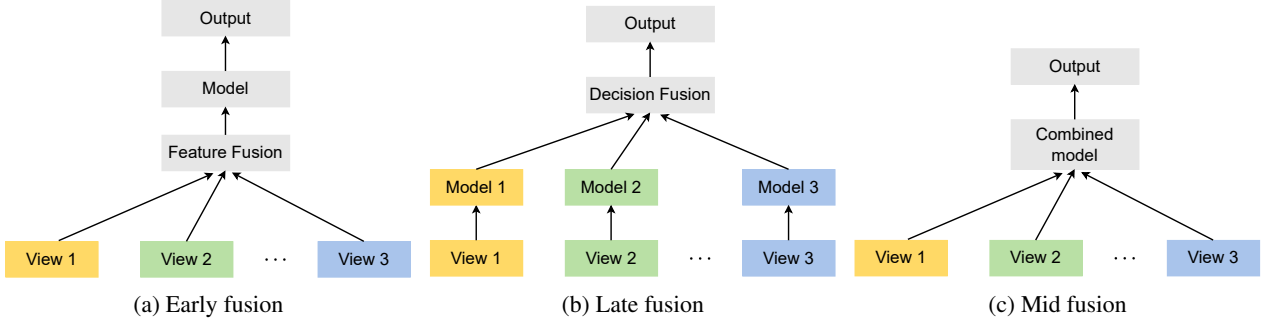 Output
Model
Feature Fusion
View 1
View 2
...
View 3
(a) Early fusion
Output
Decision Fusion
Model 1
Model 2
Model 3
View 1
View 2
...
View 3
(b) Late fusion
Output
Combined
model
View 1
View 2
...
View 3
(c) Mid fusion